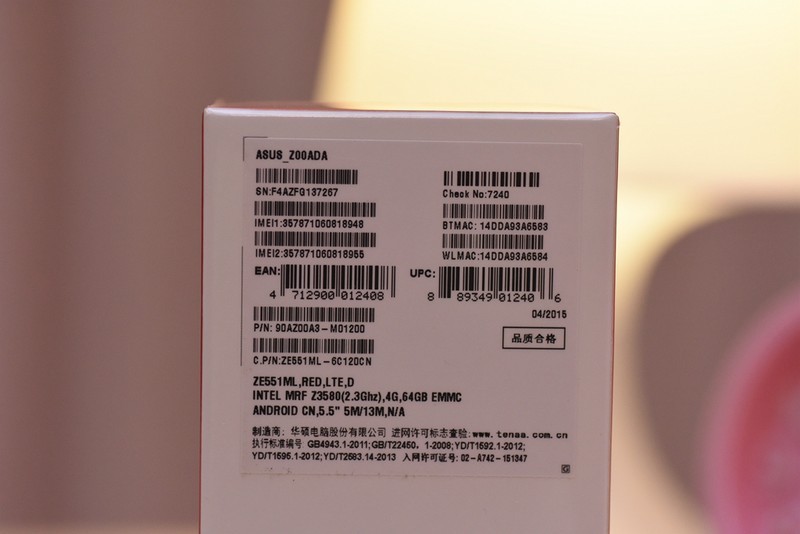 ASUS_Z00ADA
SN:F4AZFG137267
Check No:7240
IMEI1:357871060818948
BTMAC: 14DDA93A6583
IMEI2:357871060818955
WLMAC:14DDA93A6584
EAN: 4 712900 012408
UPC: 8 89349 01240 6
04/2015
P/N: 90AZ00A3-M01200
品质合格
C.P/N:ZE551ML-6C120CN
ZE551ML,RED,LTE,D
INTEL MRF Z3580(2.3Ghz),4G,64GB EMMC
ANDROID CN,5.5" 5M/13M,N/A
制造商: 华硕电脑股份有限公司 进网许可标志查验:www.tenaa.com.cn
执行标准编号 GB4943.1-2011;GB/T22450.1-2008;YD/T1592.1-2012;
YD/T1595.1-2012;YD/T2583.14-2013 入网许可证号: 02-A742-151347